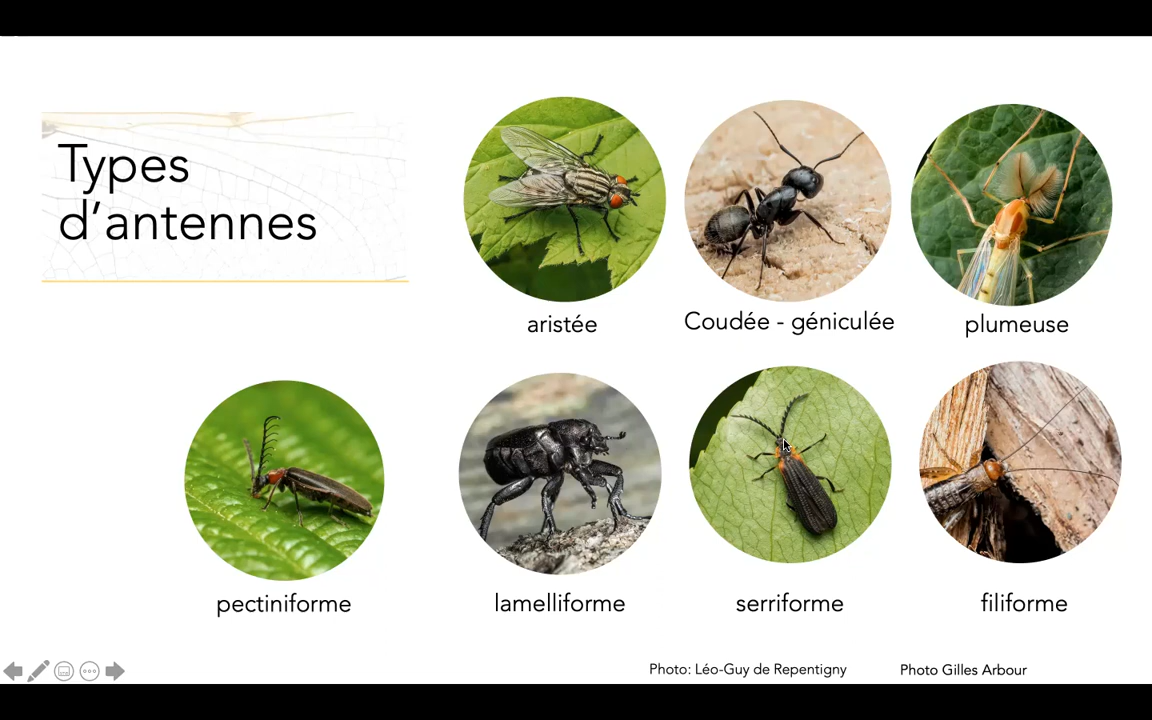 Types
d’antennes
aristée
Coudée - géniculée
plumeuse
pectiniforme
lamelliforme
serriforme
filiforme
Photo: Léo-Guy de Repentigny
Photo Gilles Arbour